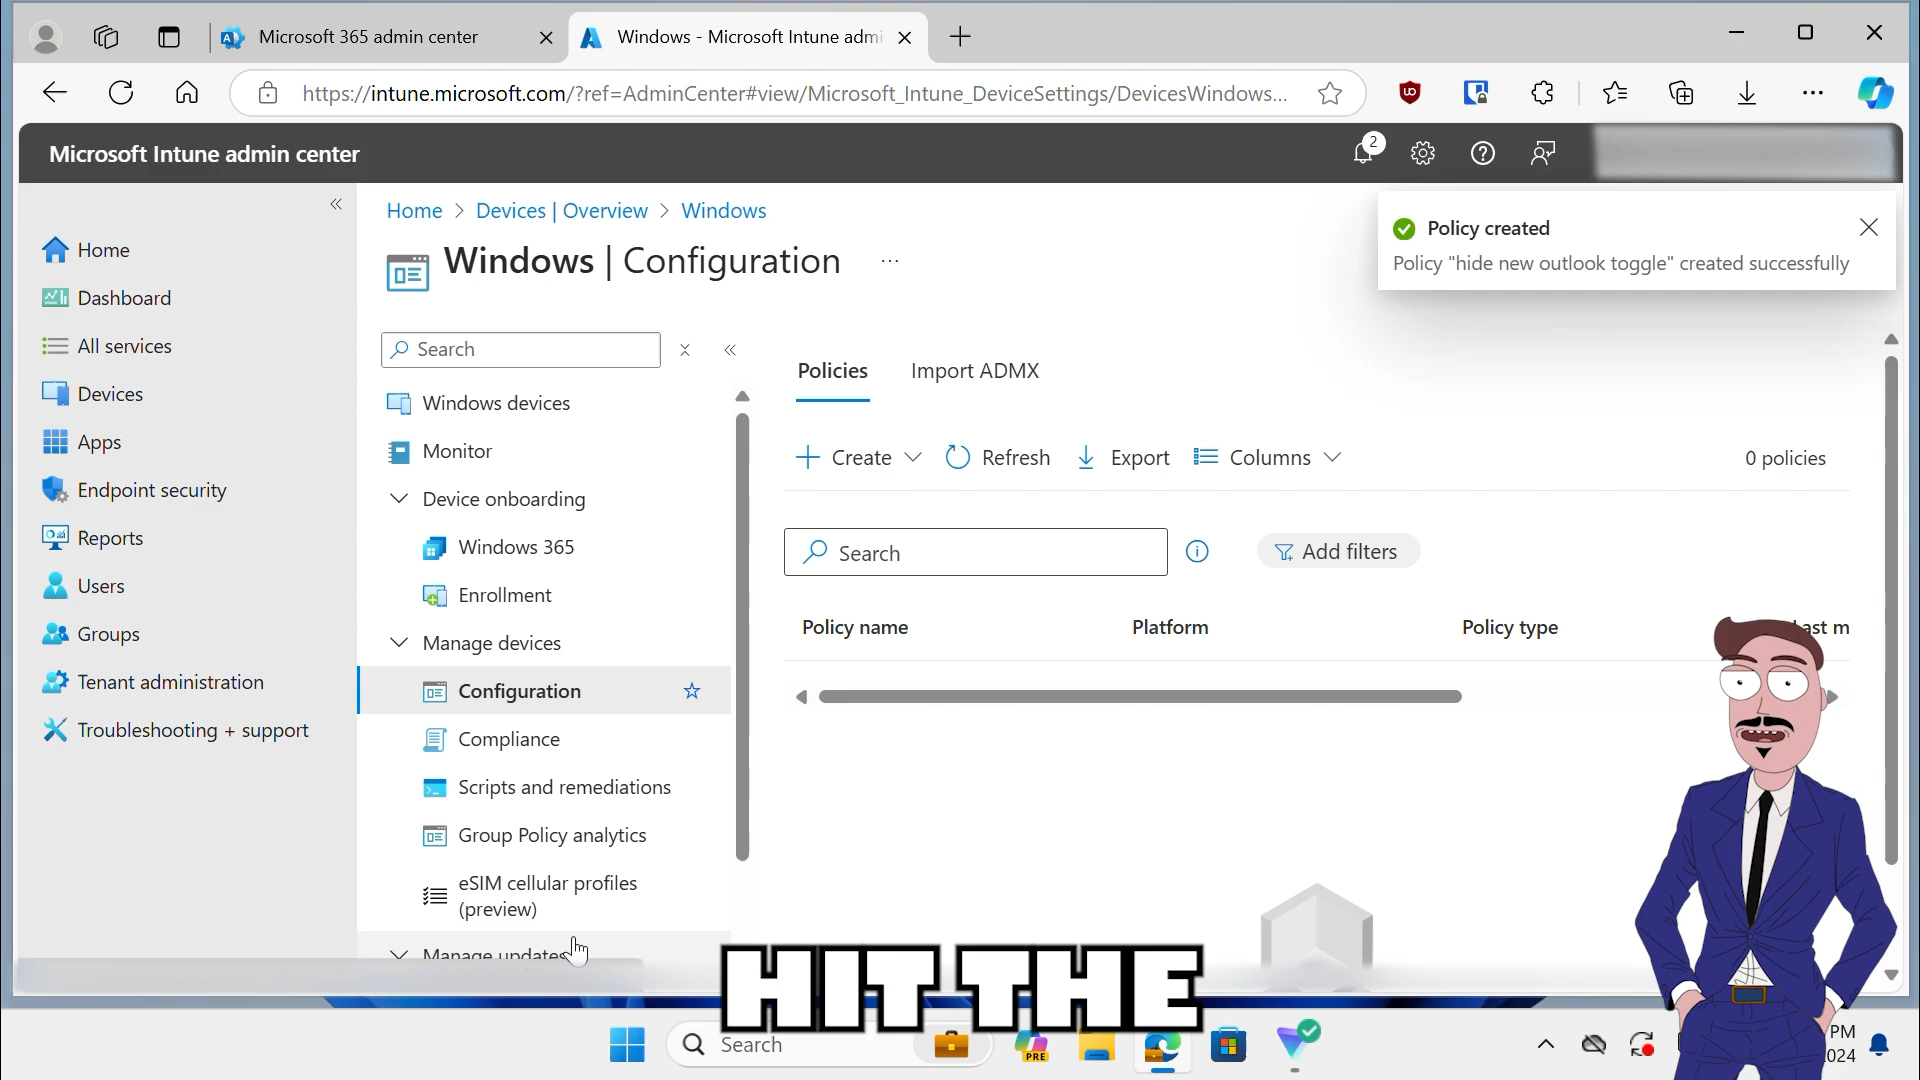 Microsoft 365 admin center
Windows - Microsoft Intune admi
https://intune.microsoft.com/?ref=AdminCenter#view/Microsoft_Intune_DeviceSettings/DevicesWindows...
Microsoft Intune admin center
2
Policy created
Policy "hide new outlook toggle" created successfully
Home
Dashboard
All services
Devices
Apps
Endpoint security
Reports
Users
Groups
Tenant administration
Troubleshooting + support
Home > Devices | Overview > Windows
Windows | Configuration
Search
Windows devices
Monitor
Device onboarding
Windows 365
Enrollment
Manage devices
Configuration
Compliance
Scripts and remediations
Group Policy analytics
eSIM cellular profiles
(preview)
Manage updates
Policies Import ADMX
Create Refresh Export Columns 0 policies
Search Add filters
Policy name Platform Policy type Last m
HIT THE
Search
PRE
PM
2024